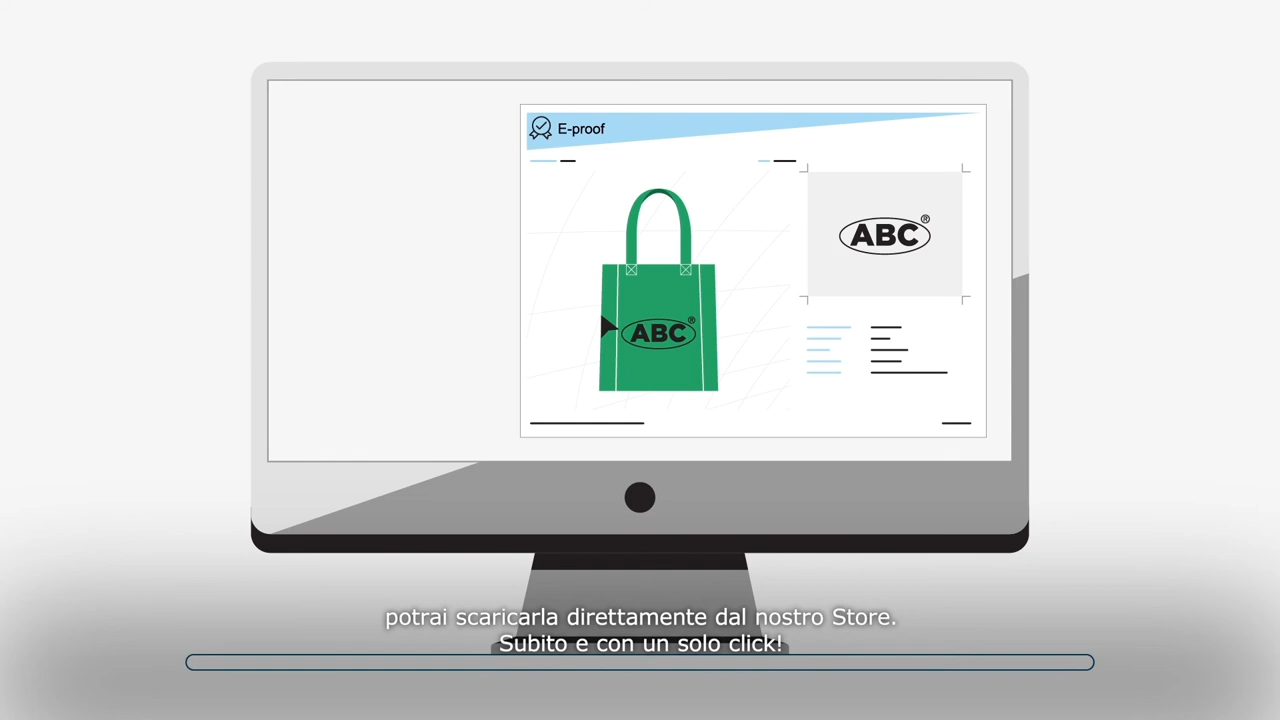 E-proof
ABC®
ABC®
potrai scaricarla direttamente dal nostro Store.
Subito e con un solo click!